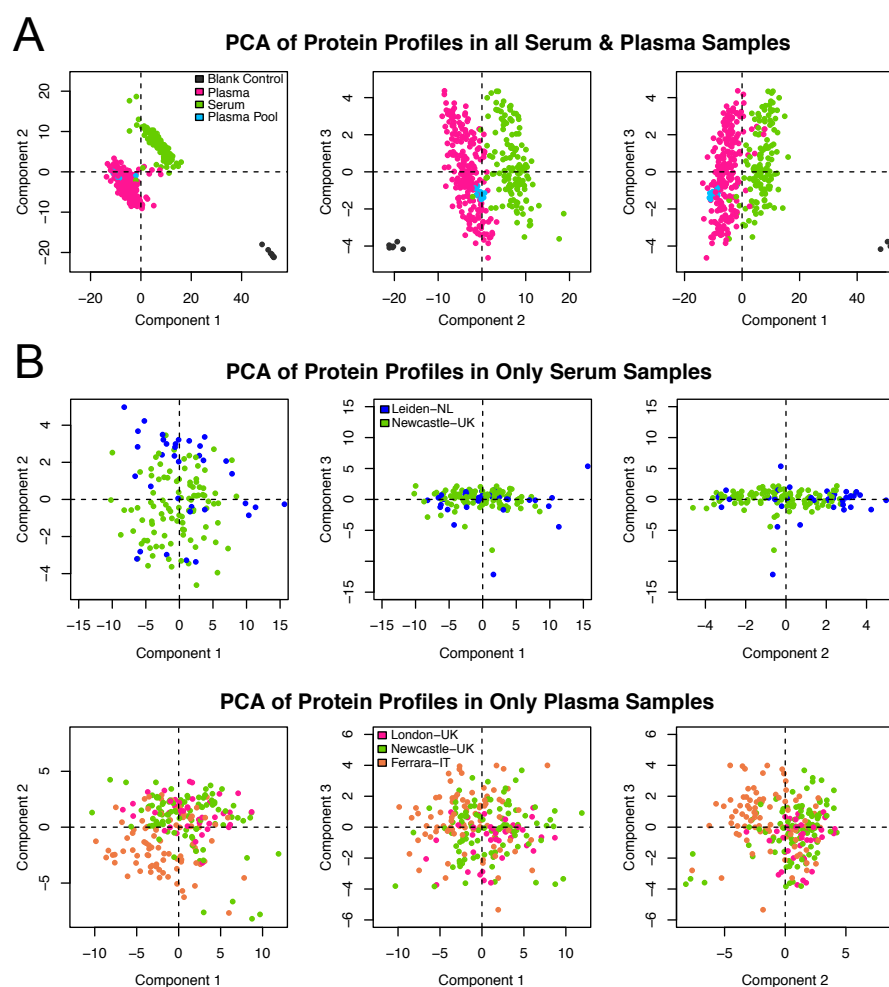 A
PCA of Protein Profiles in all Serum & Plasma Samples
Blank Control
Plasma
Serum
Plasma Pool
Component 2
20
10
0
−10
−20
−20 0 20 40
Component 1
Component 3
4
2
0
−2
−4
−20 −10 0 10 20
Component 2
Component 3
4
2
0
−2
−4
−20 0 20 40
Component 1
B
PCA of Protein Profiles in Only Serum Samples
Component 2
4
2
0
−2
−4
−15 −10 −5 0 5 10 15
Component 1
Leiden−NL
Newcastle−UK
Component 3
15
10
5
0
−5
−15
−15 −10 −5 0 5 10 15
Component 1
Component 3
15
10
5
0
−5
−15
−4 −2 0 2 4
Component 2
PCA of Protein Profiles in Only Plasma Samples
Component 2
5
0
−5
−10 −5 0 5 10
Component 1
London−UK
Newcastle−UK
Ferrara−IT
Component 3
6
4
2
0
−2
−4
−6
−10 −5 0 5 10
Component 1
Component 3
6
4
2
0
−2
−4
−6
−5 0 5
Component 2